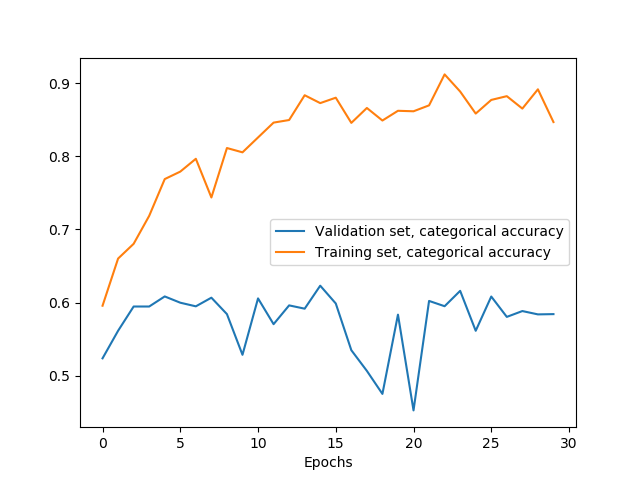 0.9
0.8
0.7
0.6
0.5
Validation set, categorical accuracy
Training set, categorical accuracy
0 5 10 15 20 25 30
Epochs